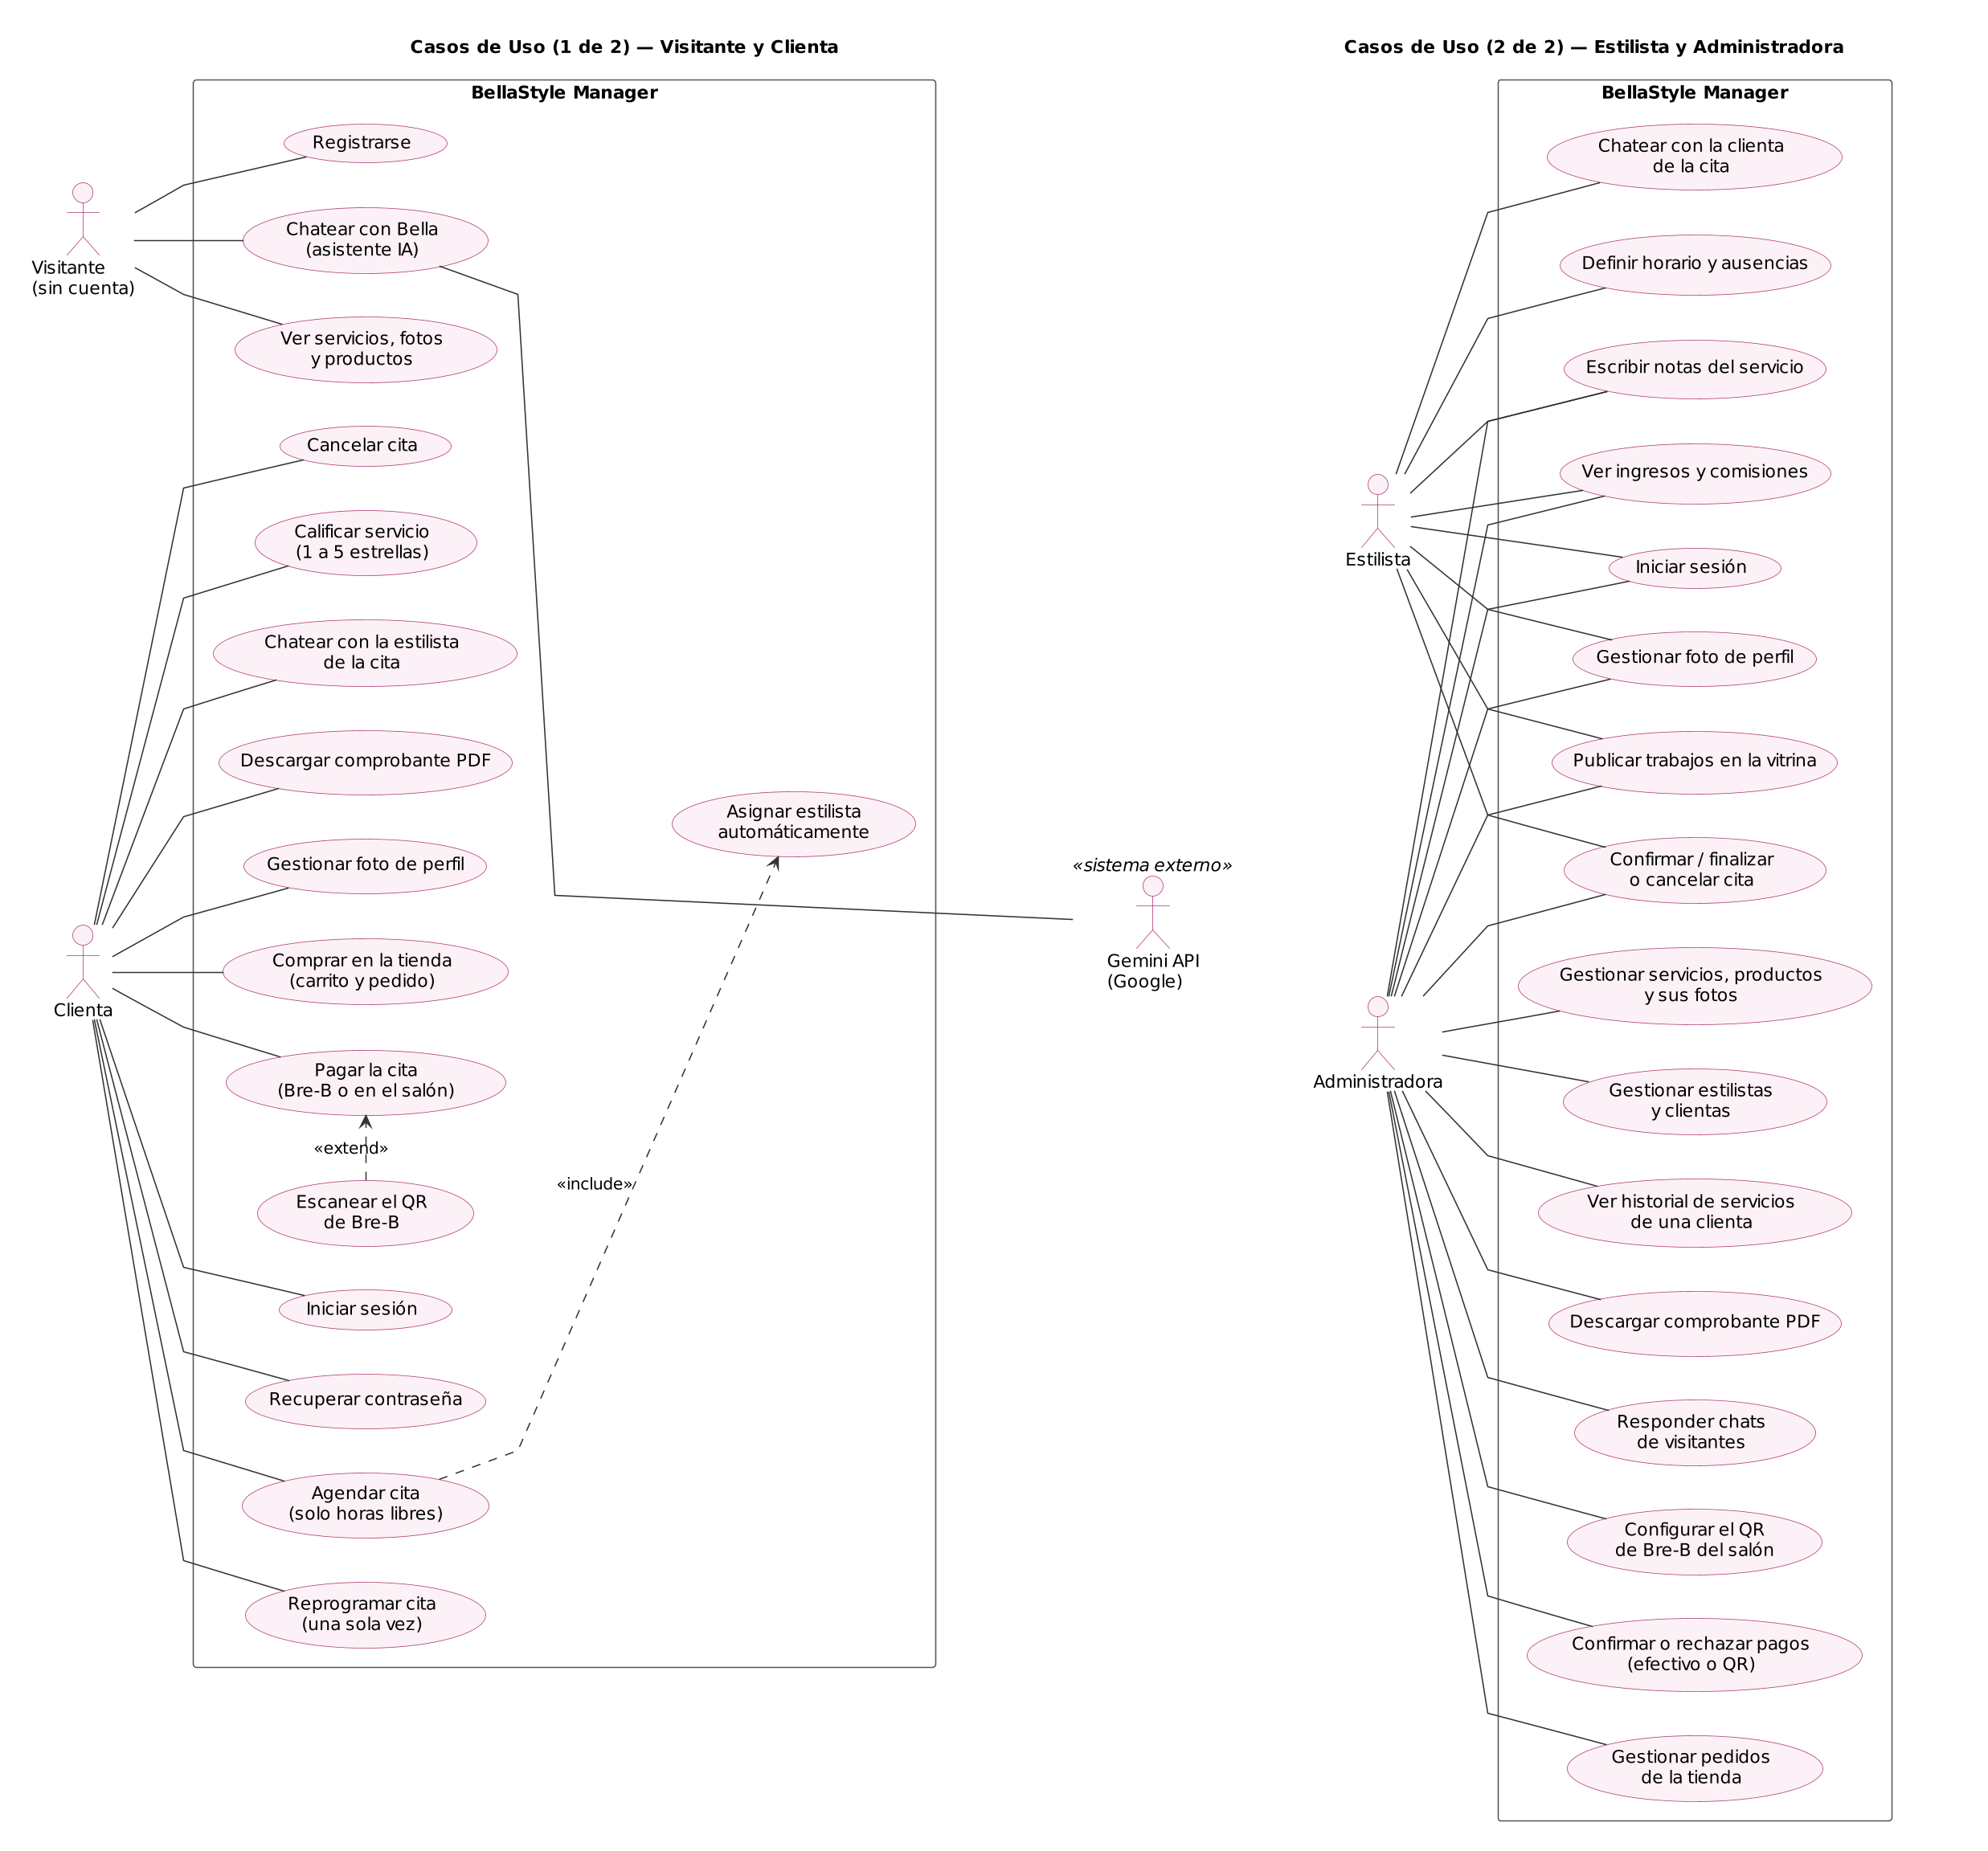 Casos de Uso (1 de 2) — Visitante y Clienta
BellaStyle Manager
Registrarse
Chatear con Bella
(asistente IA)
Visitante
(sin cuenta)
Ver servicios, fotos
y productos
Cancelar cita
Calificar servicio
(1 a 5 estrellas)
Chatear con la estilista
de la cita
Descargar comprobante PDF
Asignar estilista
automáticamente
Gestionar foto de perfil
«sistema externo»
Gemini API
(Google)
Comprar en la tienda
(carrito y pedido)
Clienta
Pagar la cita
(Bre-B o en el salón)
«extend»
«include»
Escanear el QR
de Bre-B
Iniciar sesión
Recuperar contraseña
Agendar cita
(solo horas libres)
Reprogramar cita
(una sola vez)
Casos de Uso (2 de 2) — Estilista y Administradora
BellaStyle Manager
Chatear con la clienta
de la cita
Definir horario y ausencias
Escribir notas del servicio
Ver ingresos y comisiones
Estilista
Iniciar sesión
Gestionar foto de perfil
Publicar trabajos en la vitrina
Confirmar / finalizar
o cancelar cita
Gestionar servicios, productos
y sus fotos
Administradora
Gestionar estilistas
y clientas
Ver historial de servicios
de una clienta
Descargar comprobante PDF
Responder chats
de visitantes
Configurar el QR
de Bre-B del salón
Confirmar o rechazar pagos
(efectivo o QR)
Gestionar pedidos
de la tienda